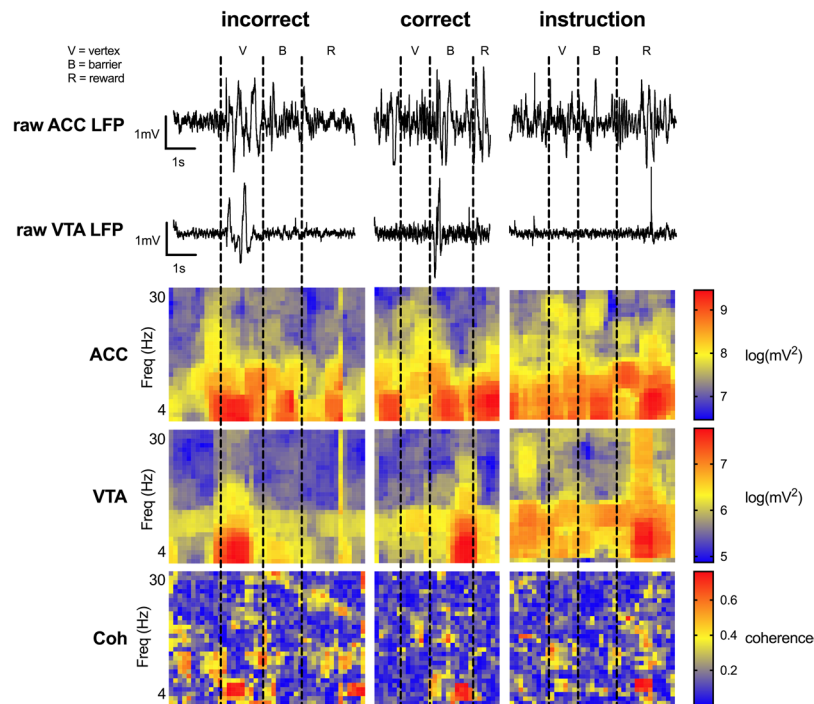 incorrect correct instruction
V = vertex
B = barrier
R = reward
V B R V B R V B R
raw ACC LFP
1mV
1s
raw VTA LFP
1mV
1s
ACC
Freq (Hz)
30
4
9
8
7
log(mV²)
VTA
Freq (Hz)
30
4
7
6
5
log(mV²)
Coh
Freq (Hz)
30
4
0.6
0.4
0.2
coherence